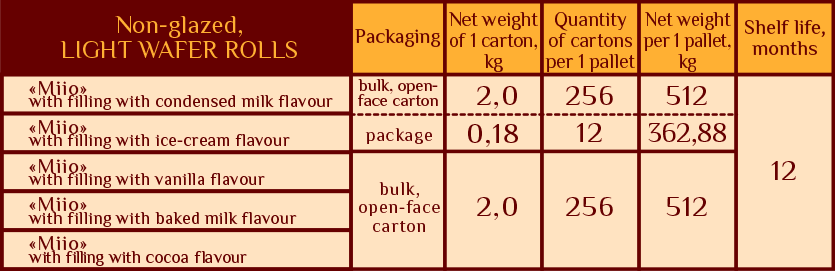 Non-glazed,
LIGHT WAFER ROLLS
Packaging
Net weight
of 1 carton,
kg
Quantity
of cartons
per 1 pallet
Net weight
per 1 pallet,
kg
Shelf life,
months
«Miio»
with filling with condensed milk flavour
bulk, open-
face carton
2,0
256
512
«Miio»
with filling with ice-cream flavour
package
0,18
12
362,88
«Miio»
with filling with vanilla flavour
«Miio»
with filling with baked milk flavour
«Miio»
with filling with cocoa flavour
bulk,
open-face
carton
2,0
256
512
12